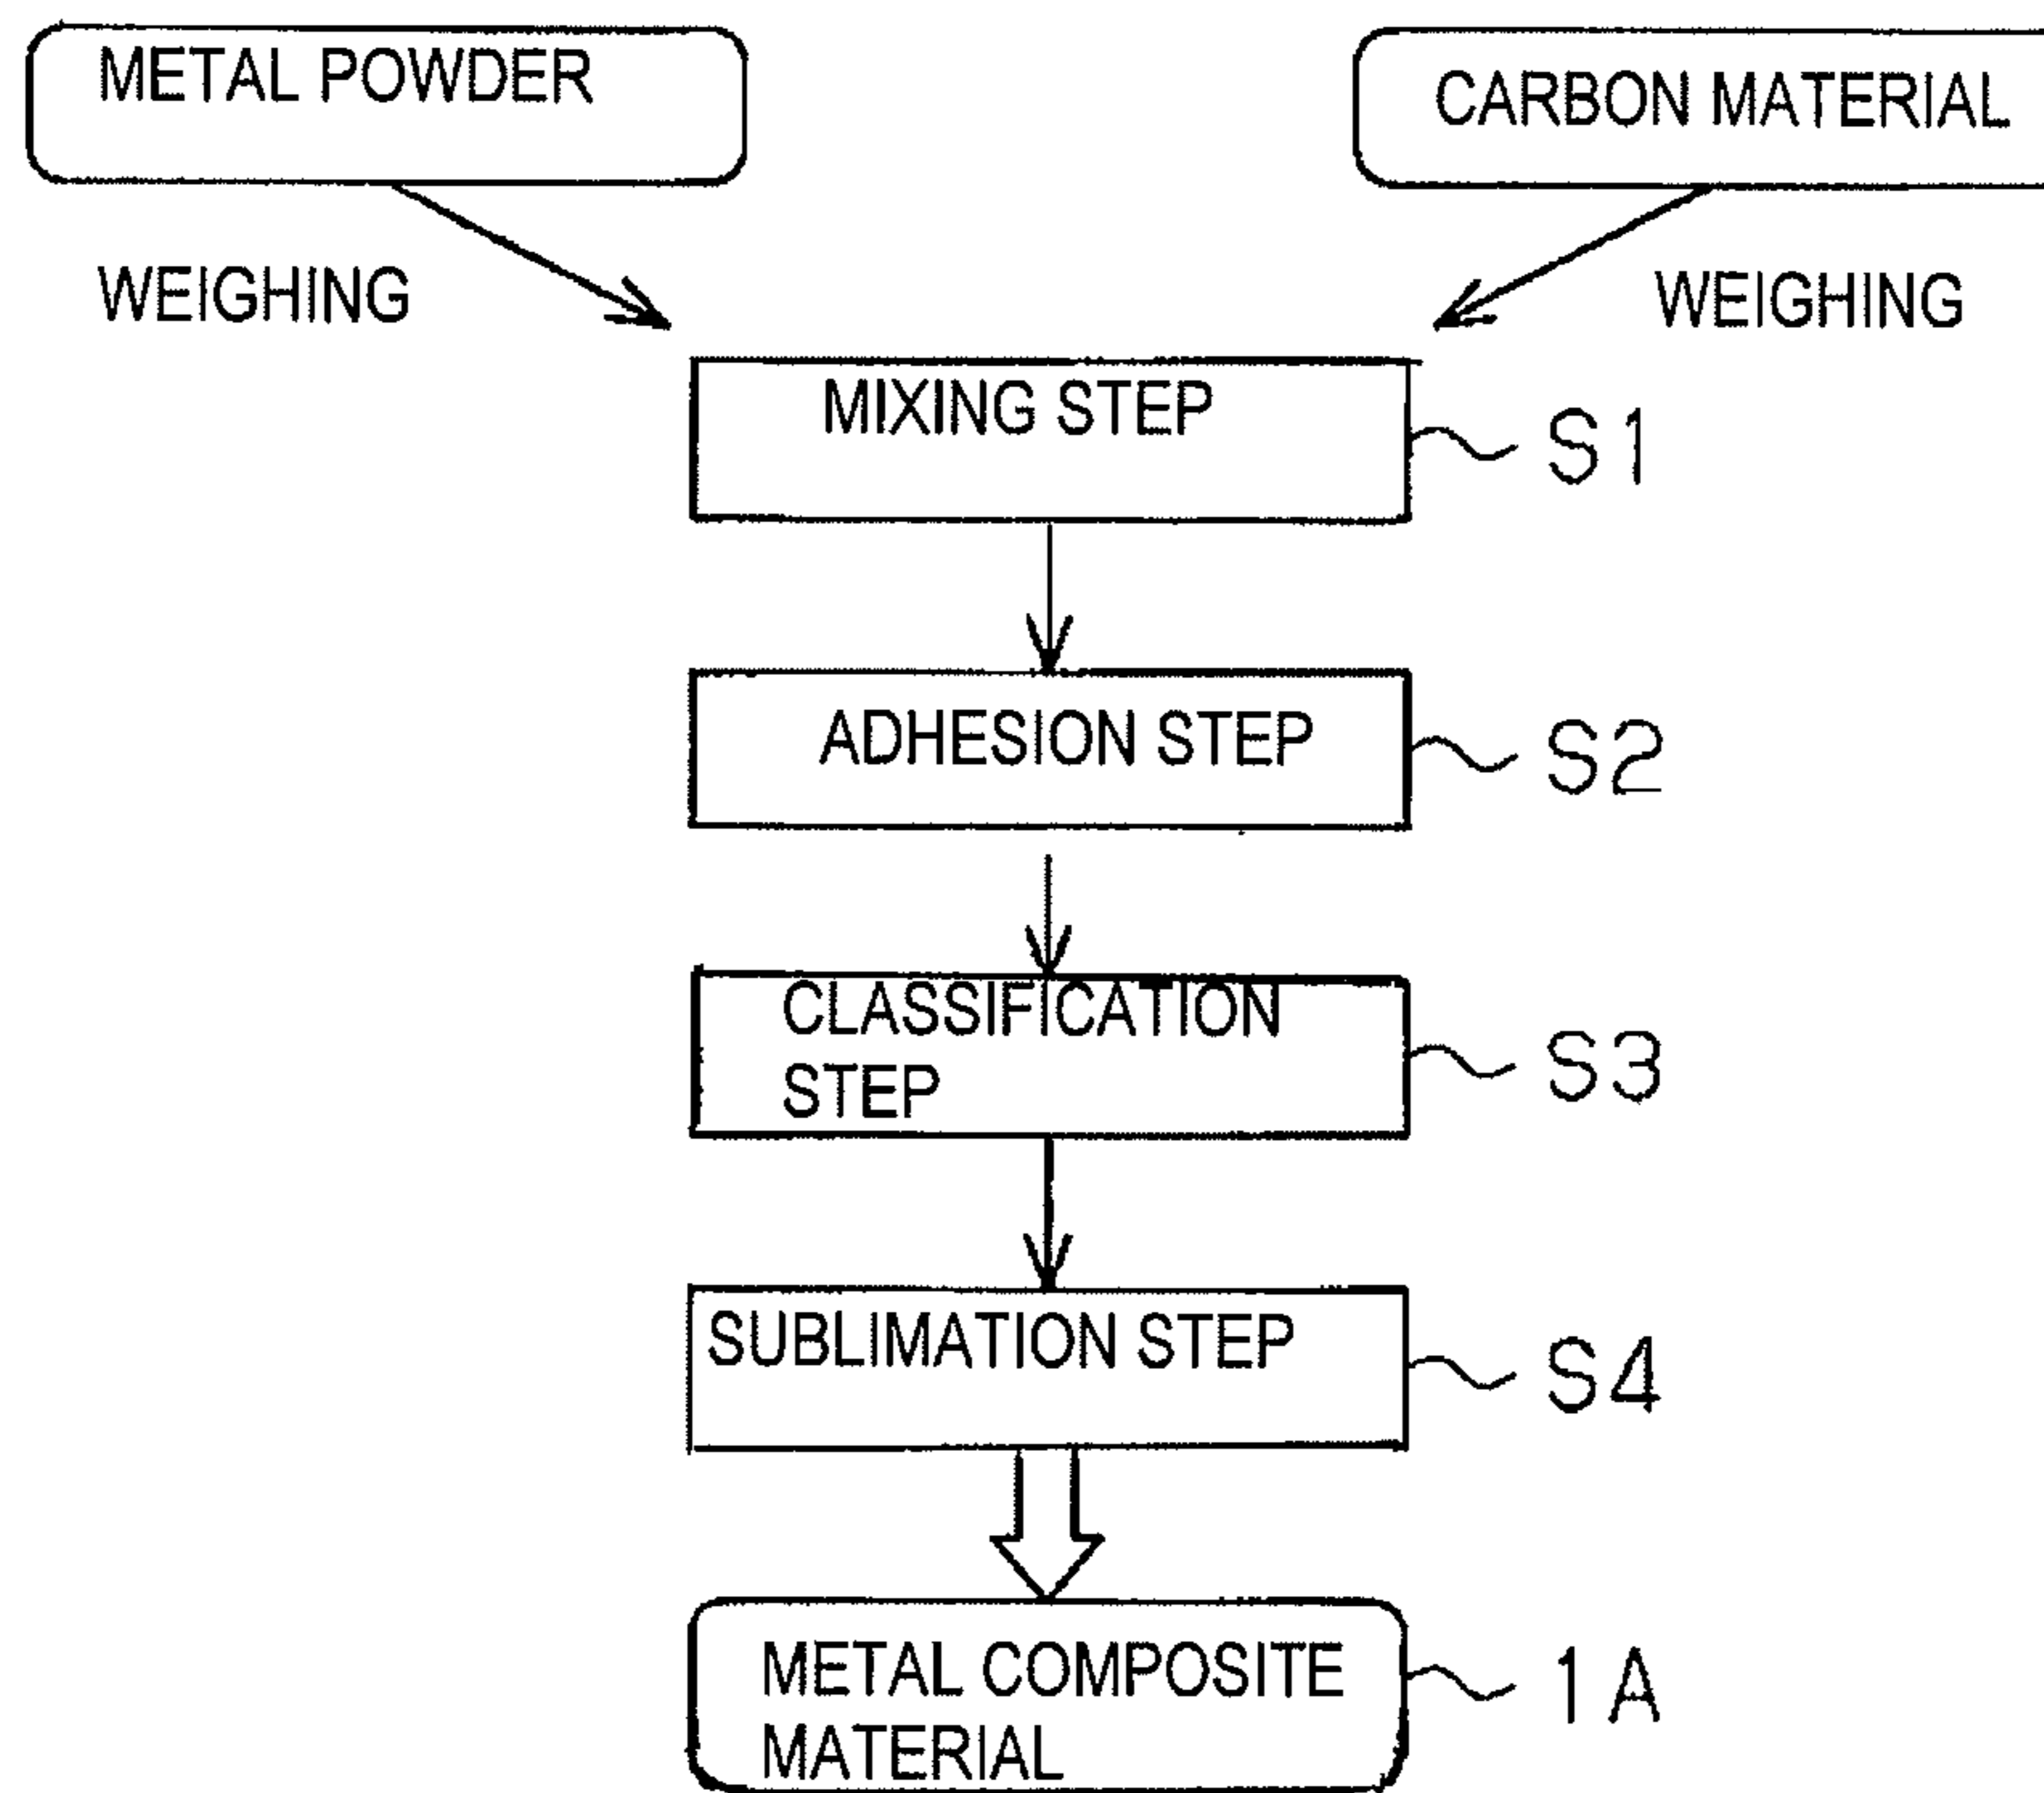 METAL POWDER
CARBON MATERIAL
WEIGHING
WEIGHING
MIXING STEP
S1
ADHESION STEP
S2
CLASSIFICATION
STEP
S3
SUBLIMATION STEP
S4
METAL COMPOSITE
MATERIAL
1A